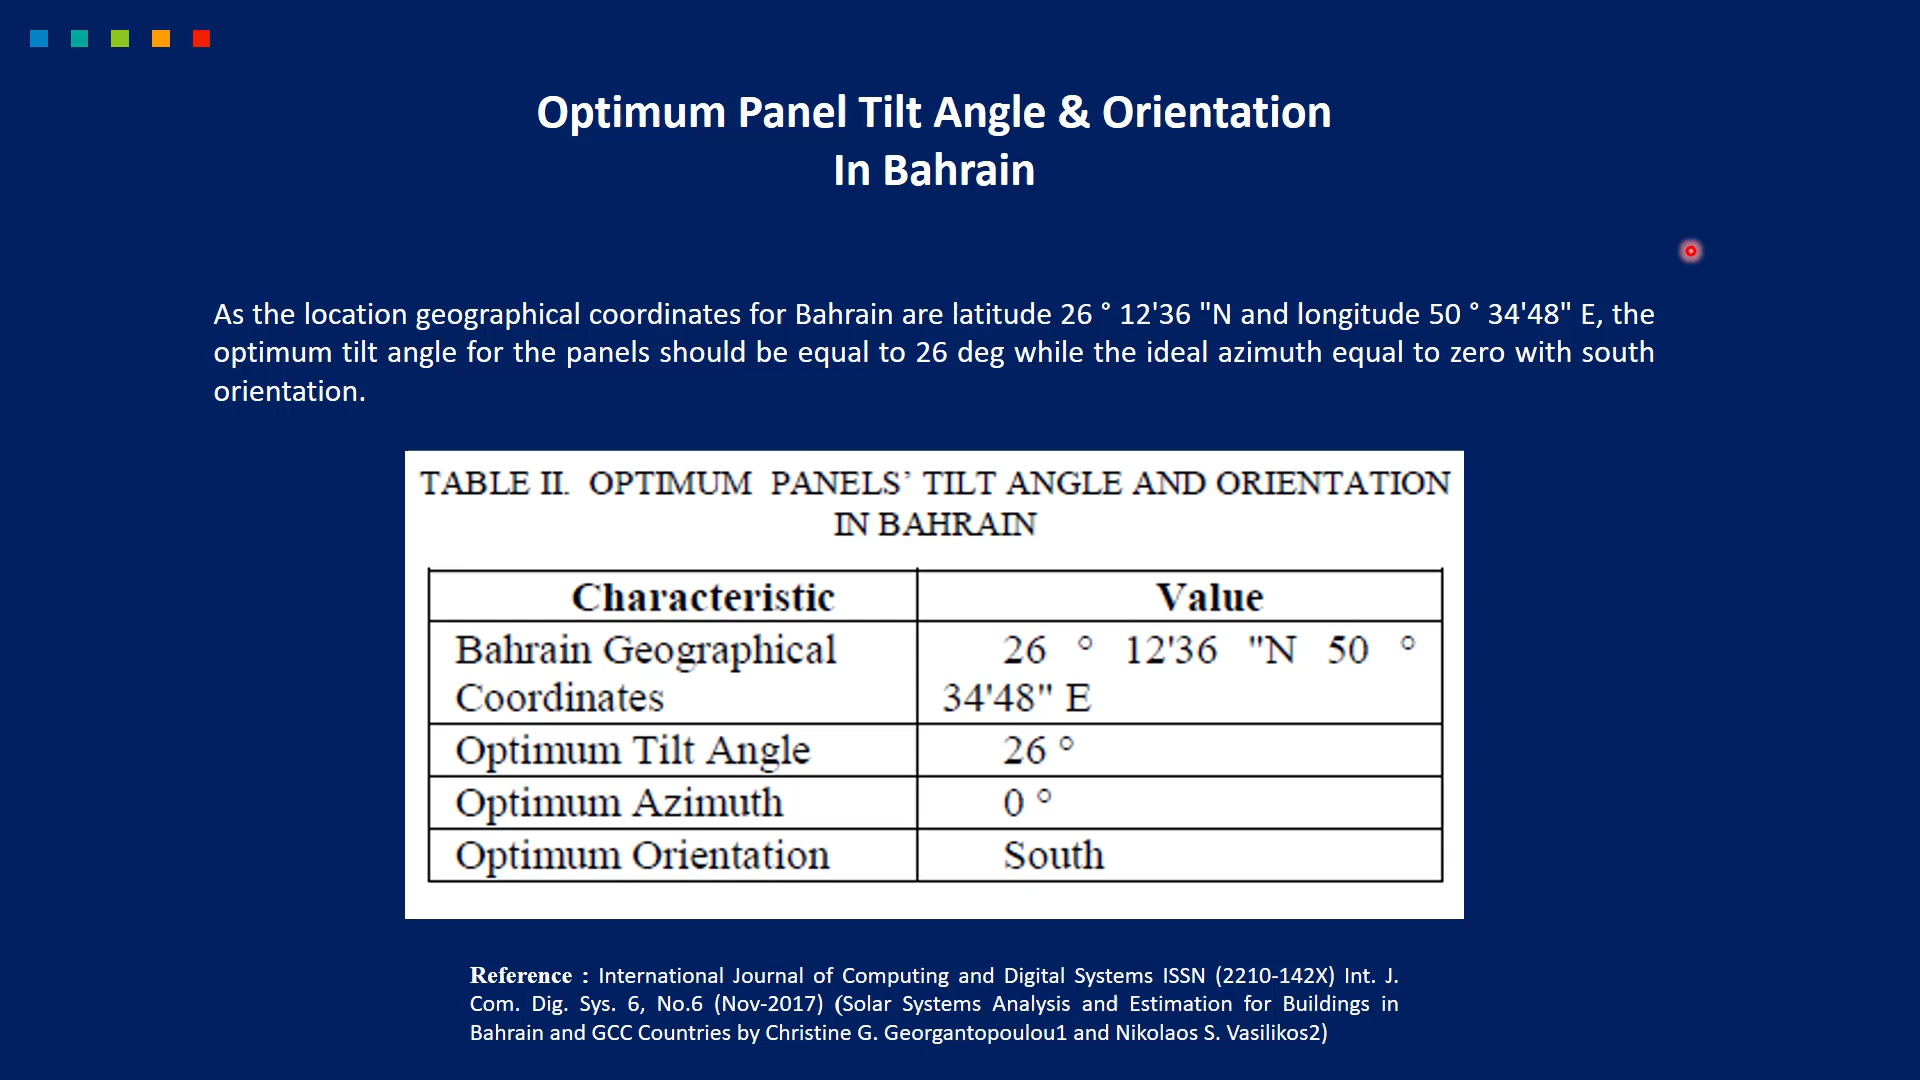 Optimum Panel Tilt Angle & Orientation
In Bahrain
As the location geographical coordinates for Bahrain are latitude 26 ° 12'36 "N and longitude 50 ° 34'48" E, the
optimum tilt angle for the panels should be equal to 26 deg while the ideal azimuth equal to zero with south
orientation.
TABLE II. OPTIMUM PANELS' TILT ANGLE AND ORIENTATION
IN BAHRAIN
Characteristic Value
Bahrain Geographical 26 ° 12'36 "N 50 °
Coordinates 34'48" E
Optimum Tilt Angle 26 °
Optimum Azimuth 0 °
Optimum Orientation South
Reference : International Journal of Computing and Digital Systems ISSN (2210-142X) Int. J.
Com. Dig. Sys. 6, No.6 (Nov-2017) (Solar Systems Analysis and Estimation for Buildings in
Bahrain and GCC Countries by Christine G. Georgantopoulou1 and Nikolaos S. Vasilikos2)